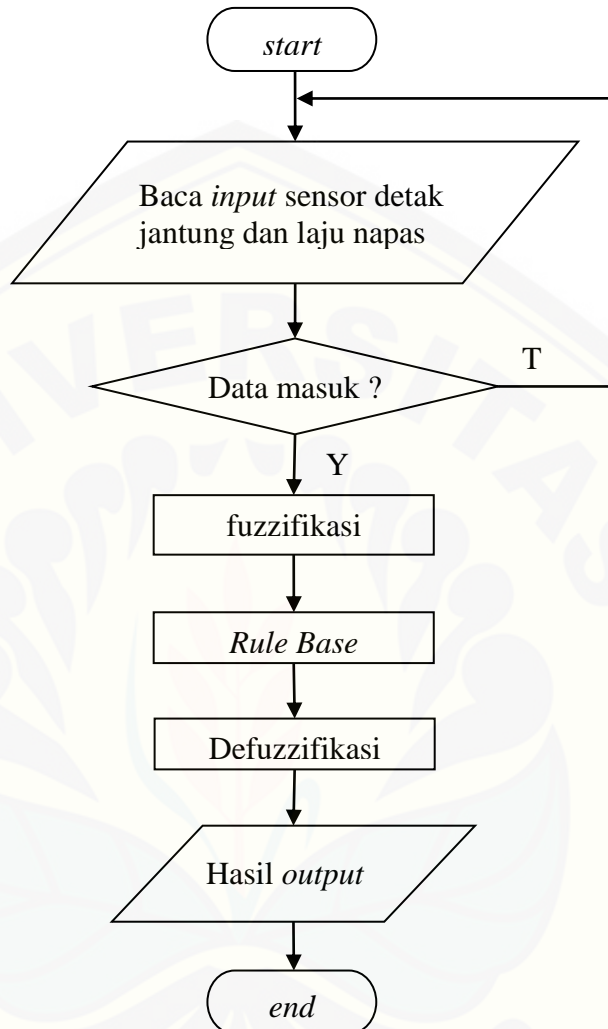 start
Baca input sensor detak
jantung dan laju napas
Data masuk ?
T
Y
fuzzifikasi
Rule Base
Defuzzifikasi
Hasil output
end